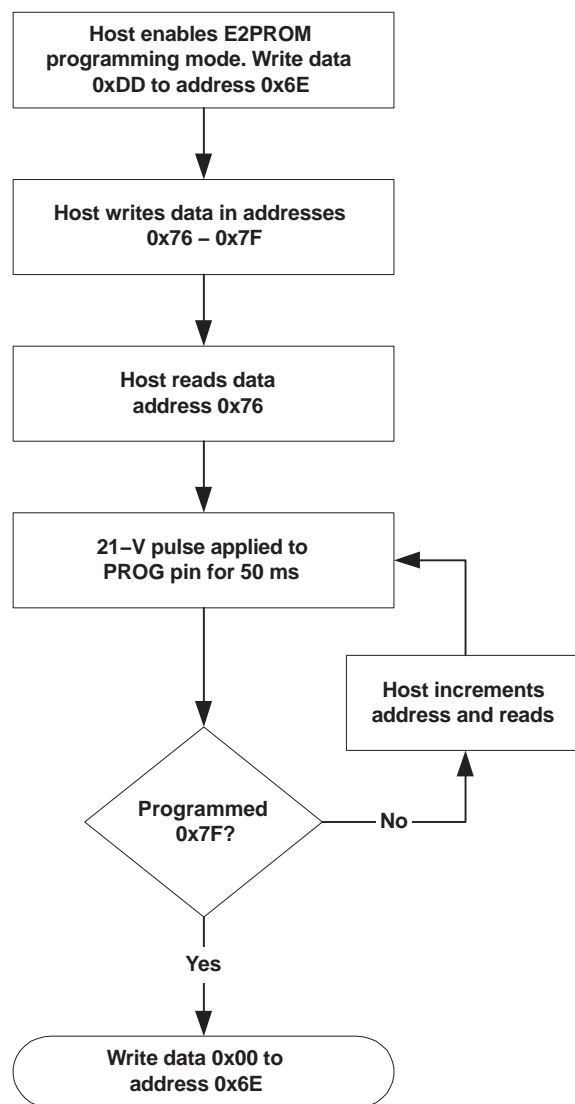 Host enables E2PROM
programming mode. Write data
0xDD to address 0x6E
Host writes data in addresses
0x76 – 0x7F
Host reads data
address 0x76
21–V pulse applied to
PROG pin for 50 ms
Host increments
address and reads
Programmed
0x7F?
No
Yes
Write data 0x00 to
address 0x6E